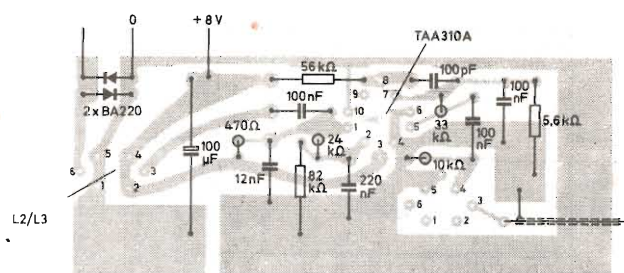 0
+8V
TAA310A
2xBA220
56kΩ
100nF
470Ω
100
µF
12nF
24
kΩ
82
kΩ
220
nF
8
9
7
10
1
2
3
6
5
4
100pF
33
kΩ
100
nF
100
nF
5,6kΩ
10kΩ
5
4
6
3
1
2
5
4
6
3
1
2
L2/L3